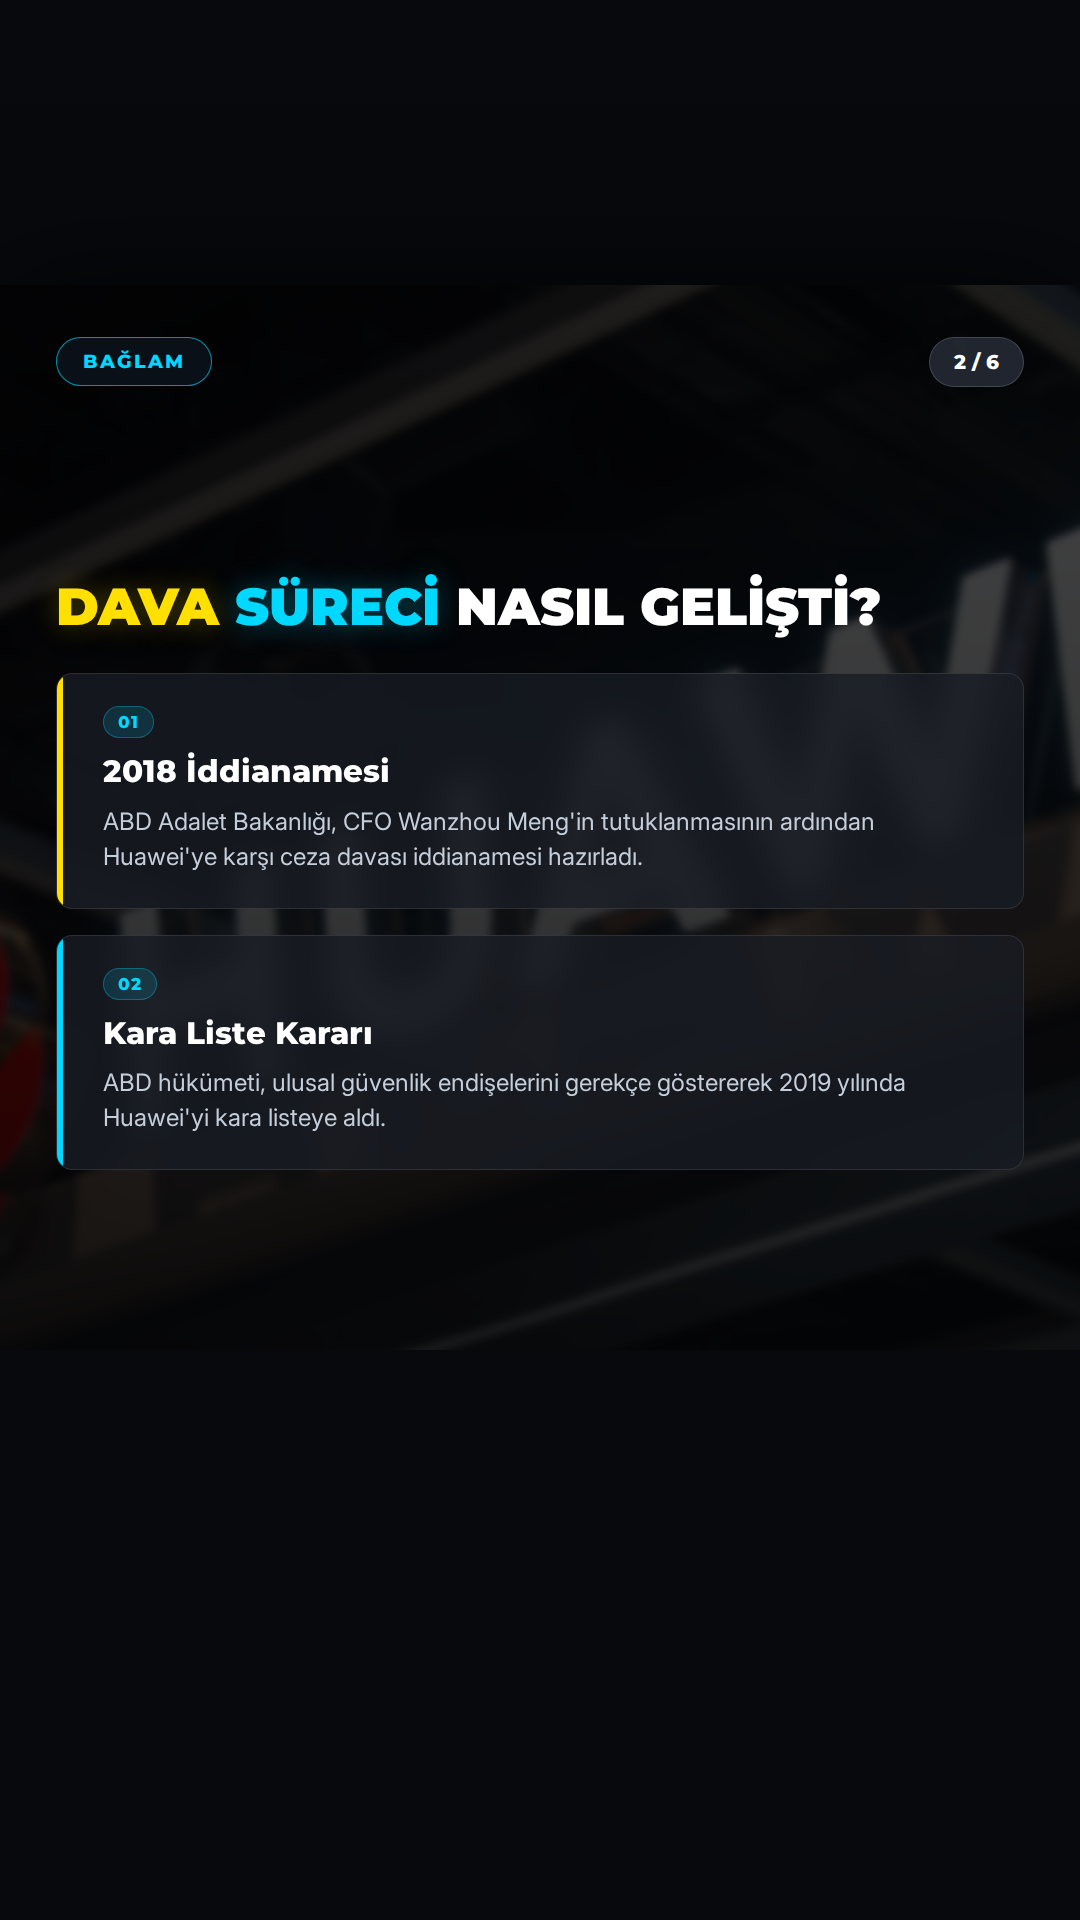 BAĞLAM
2 / 6
DAVA SÜRECİ NASIL GELİŞTİ?
01
2018 İddianamesi
ABD Adalet Bakanlığı, CFO Wanzhou Meng'in tutuklanmasının ardından
Huawei'ye karşı ceza davası iddianamesi hazırladı.
02
Kara Liste Kararı
ABD hükümeti, ulusal güvenlik endişelerini gerekçe göstererek 2019 yılında
Huawei'yi kara listeye aldı.